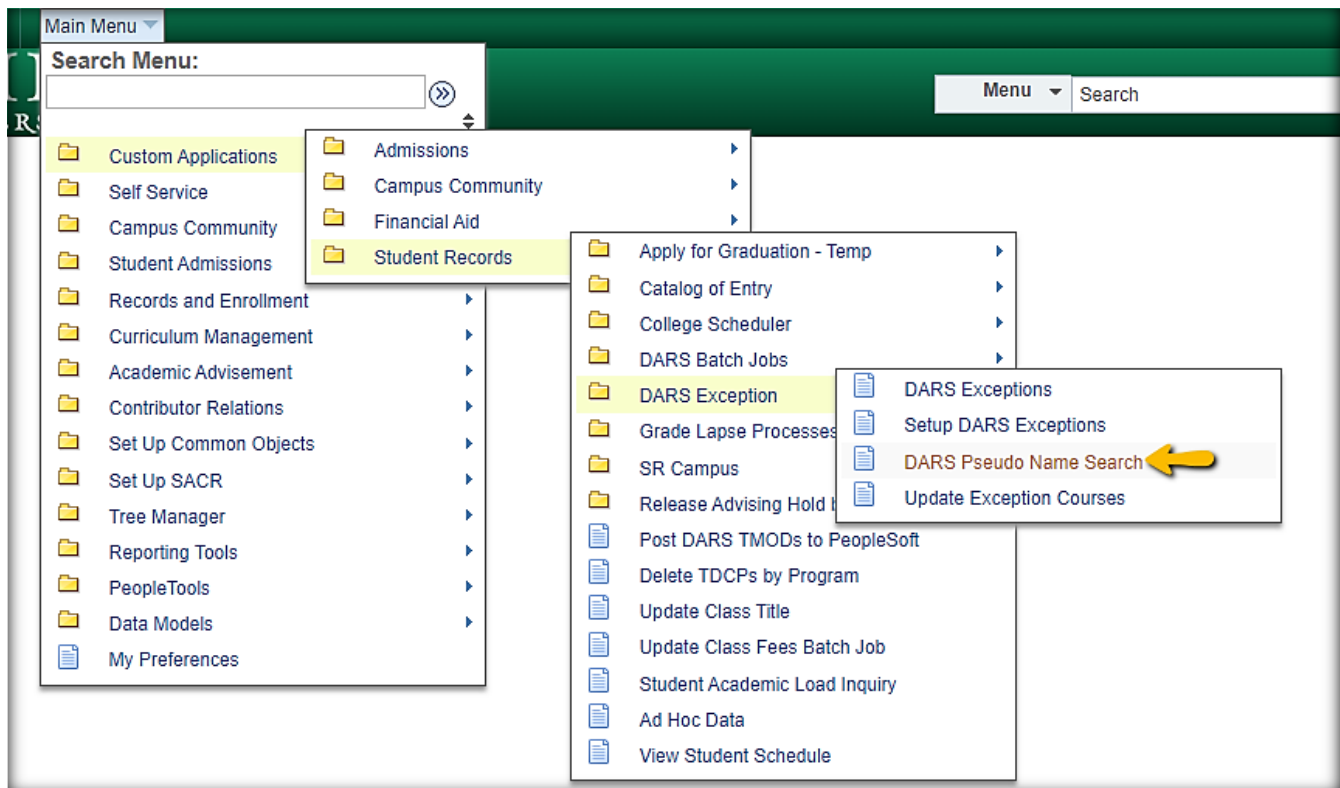 Main Menu
Search Menu:
Menu
Search
Custom Applications
Self Service
Campus Community
Student Admissions
Records and Enrollment
Curriculum Management
Academic Advisement
Contributor Relations
Set Up Common Objects
Set Up SACR
Tree Manager
Reporting Tools
PeopleTools
Data Models
My Preferences
Admissions
Campus Community
Financial Aid
Student Records
Apply for Graduation - Temp
Catalog of Entry
College Scheduler
DARS Batch Jobs
DARS Exception
Grade Lapse Processes
SR Campus
Release Advising Hold
Post DARS TMODs to PeopleSoft
Delete TDCPs by Program
Update Class Title
Update Class Fees Batch Job
Student Academic Load Inquiry
Ad Hoc Data
View Student Schedule
DARS Exceptions
Setup DARS Exceptions
DARS Pseudo Name Search
Update Exception Courses